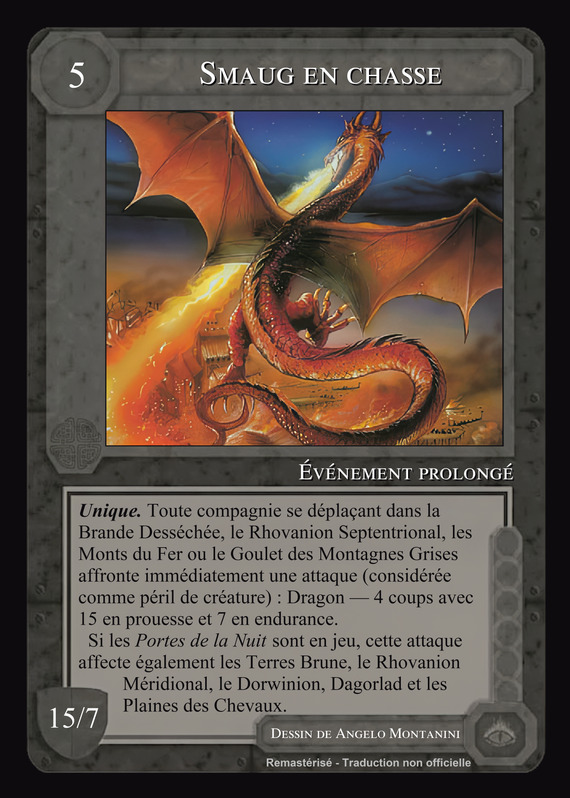 5
Smaug en chasse
Événement prolongé
Unique. Toute compagnie se déplaçant dans la
Brande Desséchée, le Rhovanion Septentrional, les
Monts du Fer ou le Goulet des Montagnes Grises
affronte immédiatement une attaque (considérée
comme péril de créature) : Dragon — 4 coups avec
15 en prouesse et 7 en endurance.
Si les Portes de la Nuit sont en jeu, cette attaque
affecte également les Terres Brune, le Rhovanion
Méridional, le Dorwinion, Dagorlad et les
Plaines des Chevaux.
15/7
Dessin de Angelo Montanini
Remastérisé - Traduction non officielle